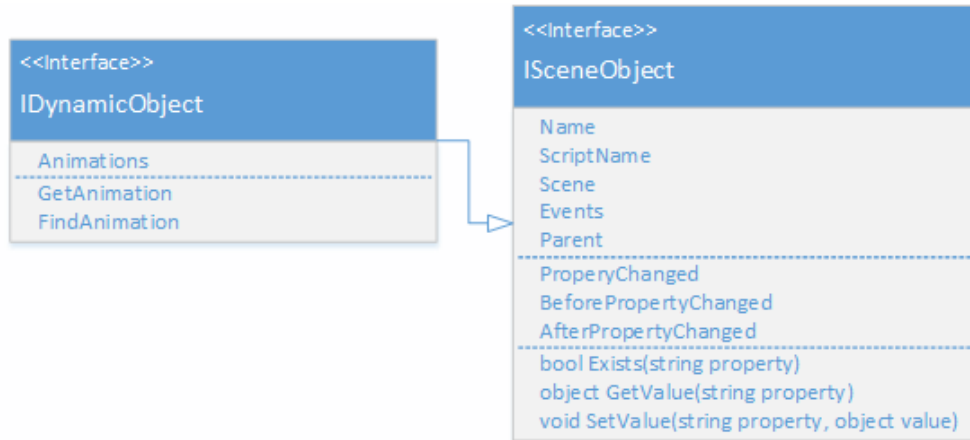 <<Interface>>
IDynamicObject
Animations
GetAnimation
FindAnimation
<<Interface>>
ISceneObject
Name
ScriptName
Scene
Events
Parent
ProperyChanged
BeforePropertyChanged
AfterPropertyChanged
bool Exists(string property)
object GetValue(string property)
void SetValue(string property, object value)